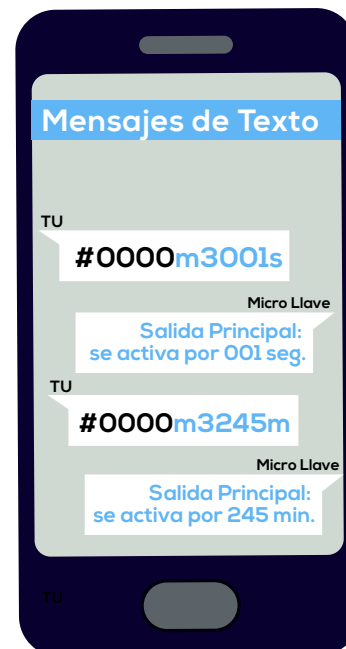 Mensajes de Texto
TU
#0000m3001s
Micro Llave
Salida Principal:
se activa por 001 seg.
TU
#0000m3245m
Micro Llave
Salida Principal:
se activa por 245 min.
TU